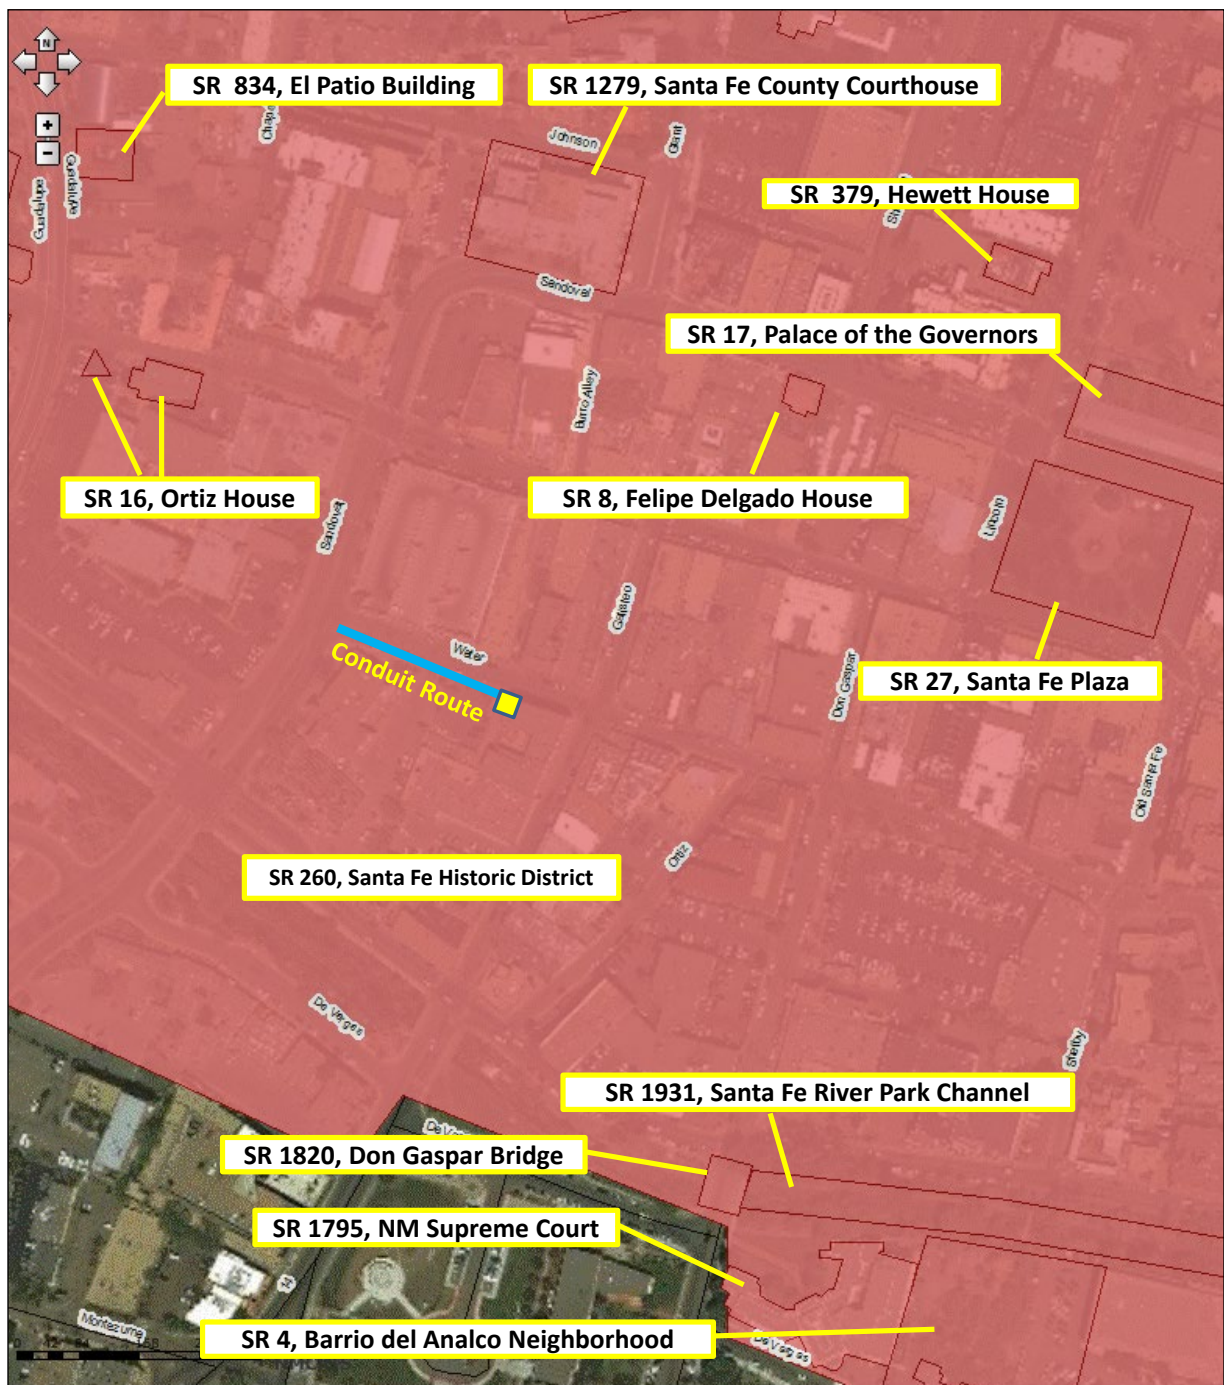 N
SR 834, El Patio Building
SR 1279, Santa Fe County Courthouse
+
-
Johnson
Grant
Guadalupe
Guadalupe
SR 379, Hewett House
Sandoval
SR 17, Palace of the Governors
Burro Alley
SR 16, Ortiz House
SR 8, Felipe Delgado House
Sandoval
Lincoln
Galisteo
Water
Conduit Route
Don Gaspar
SR 27, Santa Fe Plaza
Old Santa Fe
Ortiz
SR 260, Santa Fe Historic District
De Vargas
Shelby
SR 1931, Santa Fe River Park Channel
SR 1820, Don Gaspar Bridge
SR 1795, NM Supreme Court
Montezuma
SR 4, Barrio del Analco Neighborhood
De Vargas